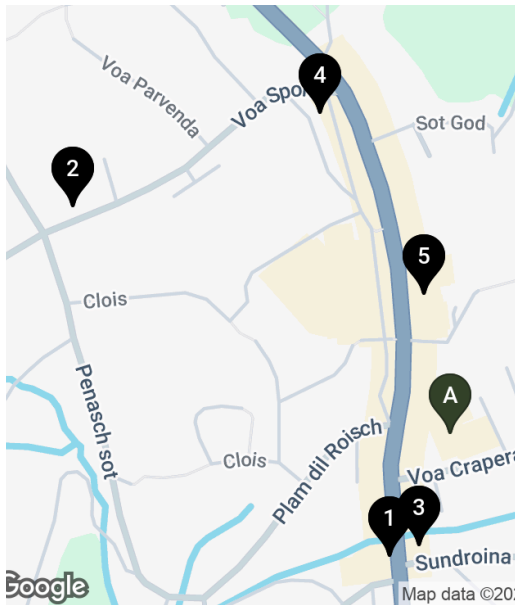 4
Voa Parvenda
Voa Spor
Sot God
2
5
Clois
A
Penasch sot
Plam dil Roisch
Clois
Voa Crapera
1
3
Sundroina
Google
Map data ©202